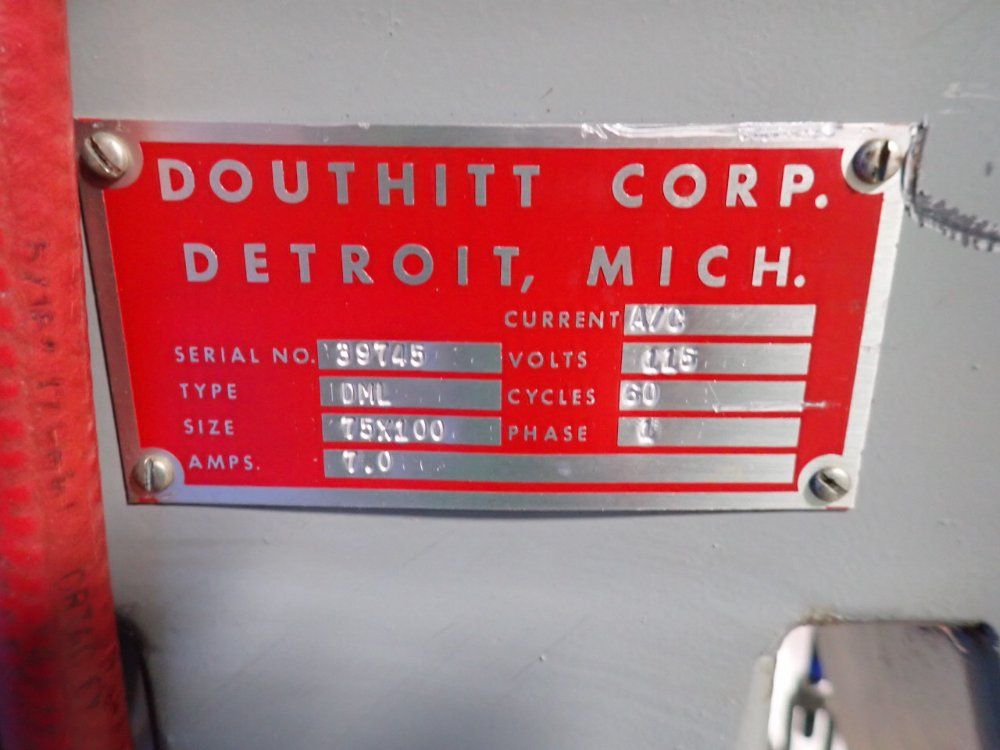 DOUTHITT CORP.
DETROIT, MICH.
CURRENT A/C
SERIAL NO. 39745 VOLTS 115
TYPE DML CYCLES 60
SIZE 75X100 PHASE 1
AMPS. 7.0